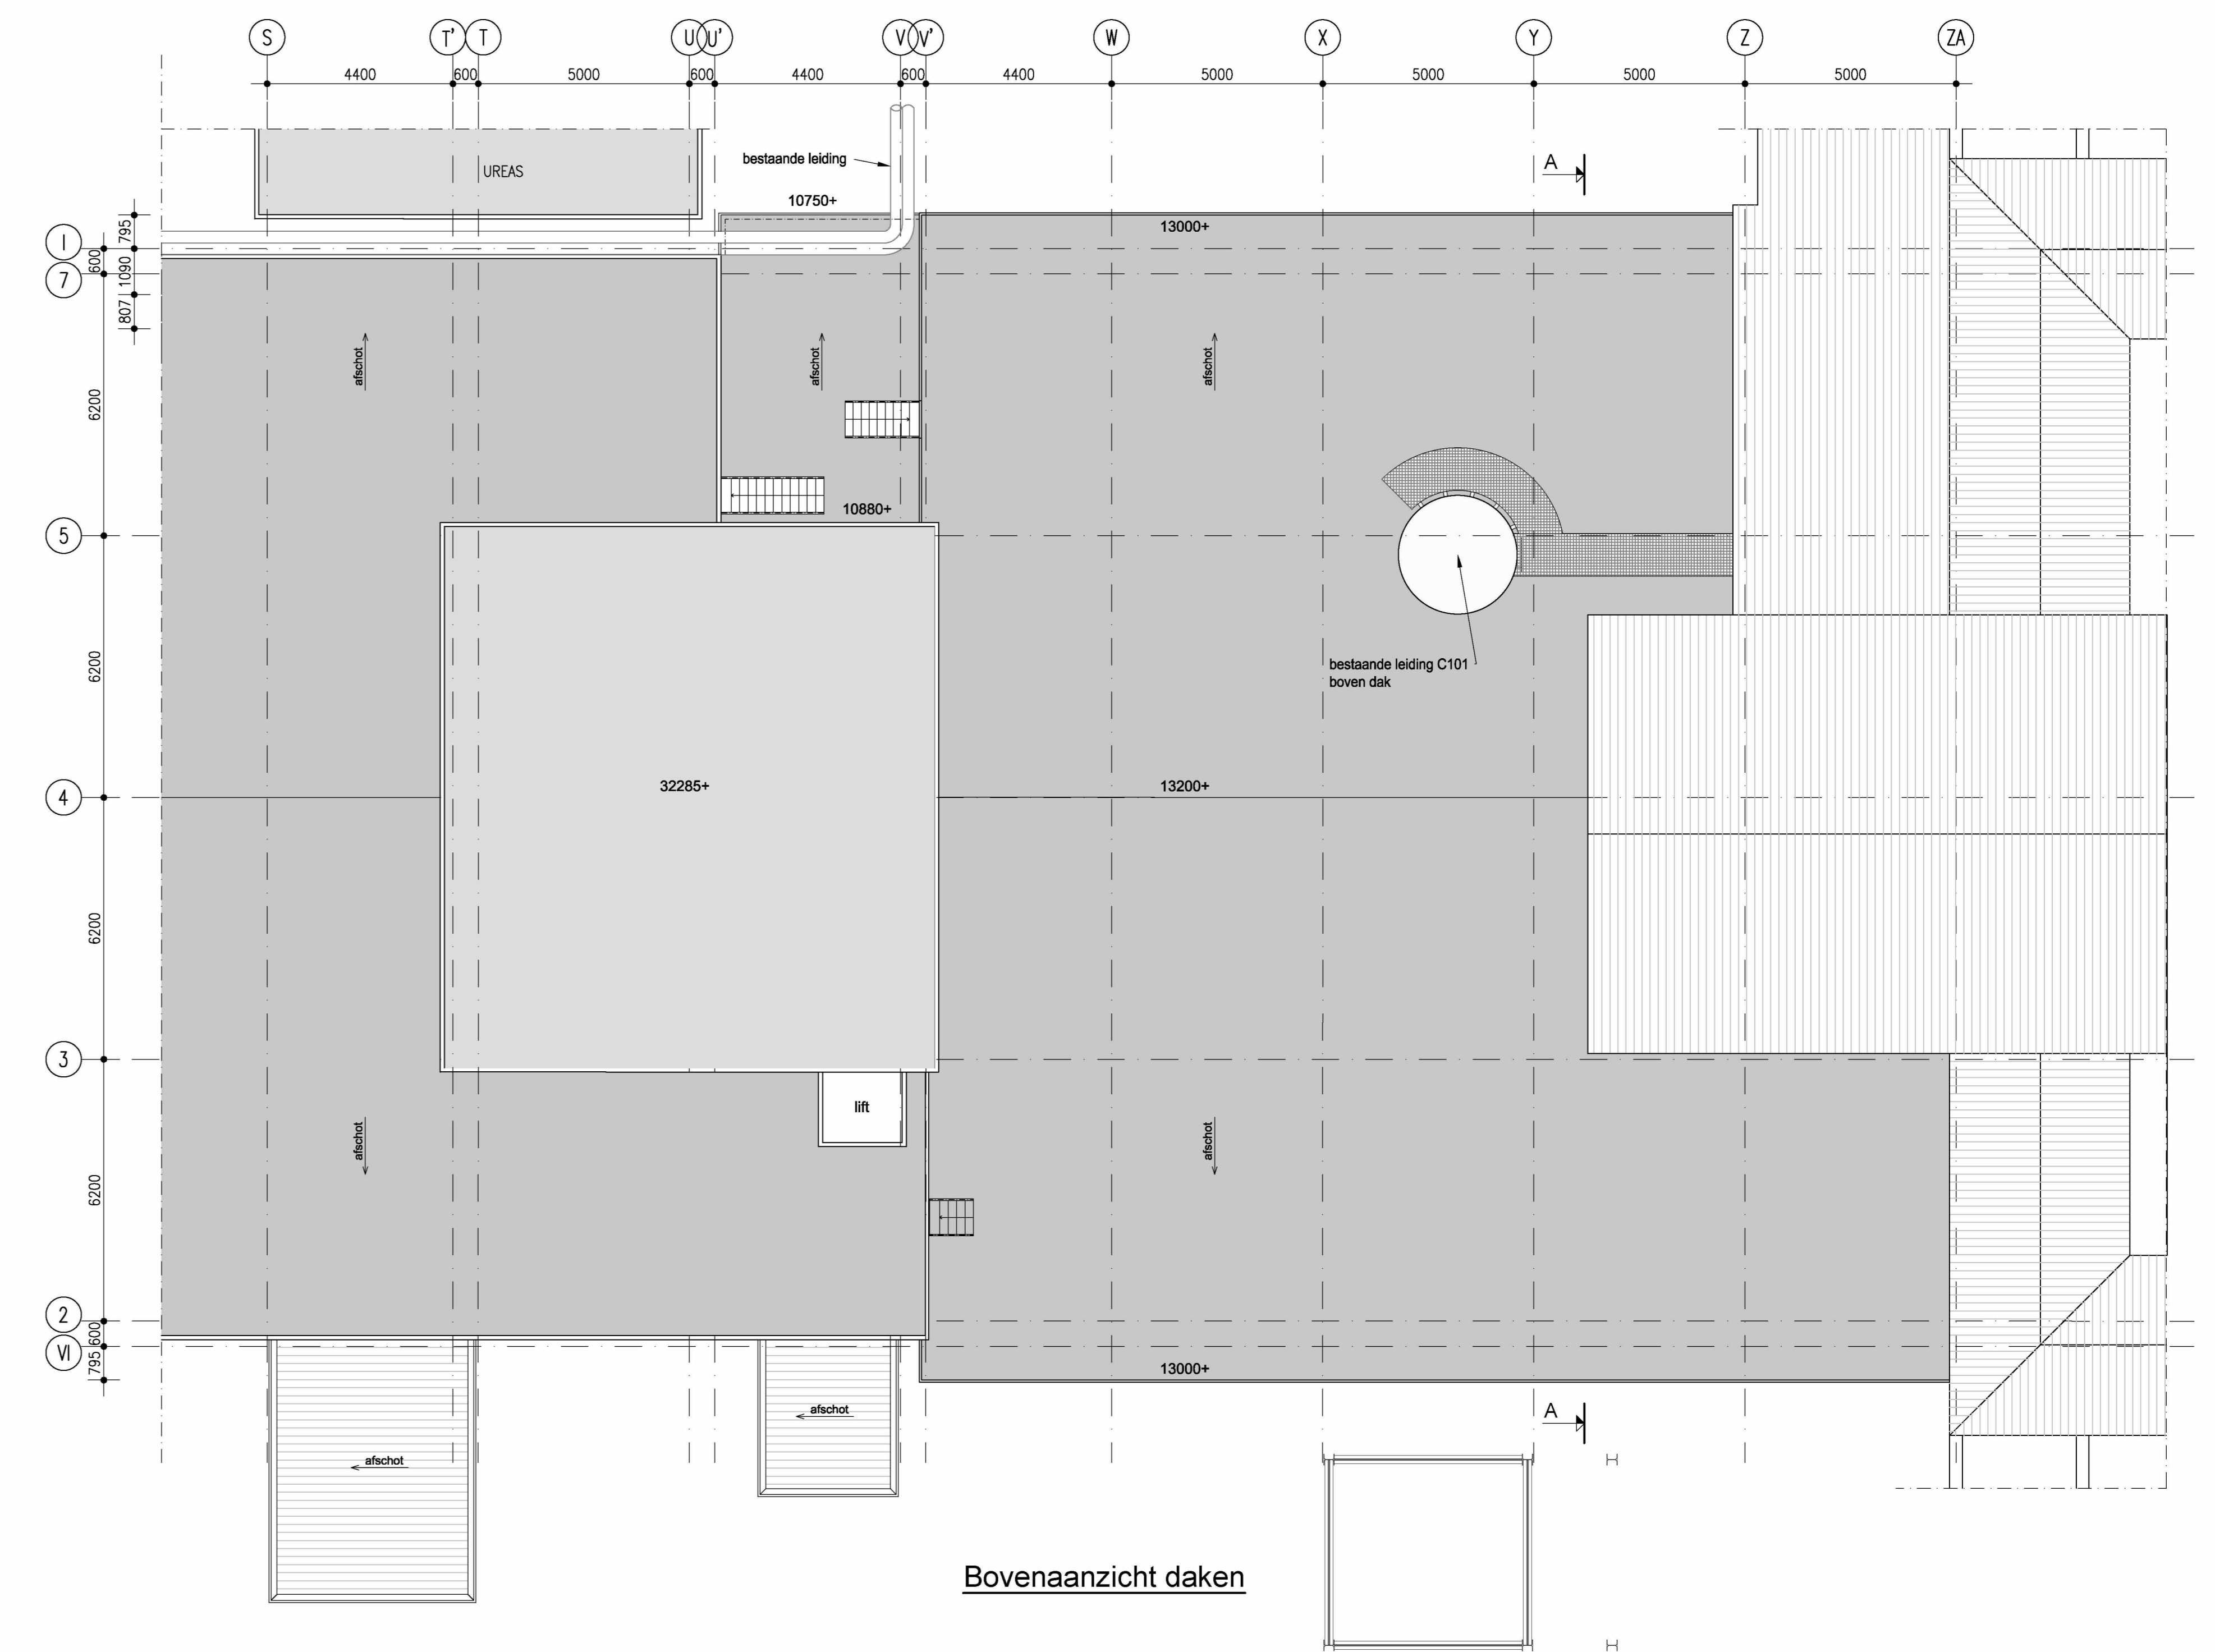 S T' T U U' V V' W X Y Z ZA
4400 600 5000 600 4400 600 4400 5000 5000 5000 5000
bestaande leiding
A
UREAS
10750+
13000+
795
I
600
1090
7
807
afschot
afschot
afschot
6200
10880+
5
bestaande leiding C101
boven dak
6200
32285+
13200+
4
6200
3
lift
afschot
afschot
6200
2
600
VI
795
13000+
afschot
A
afschot
Bovenaanzicht daken